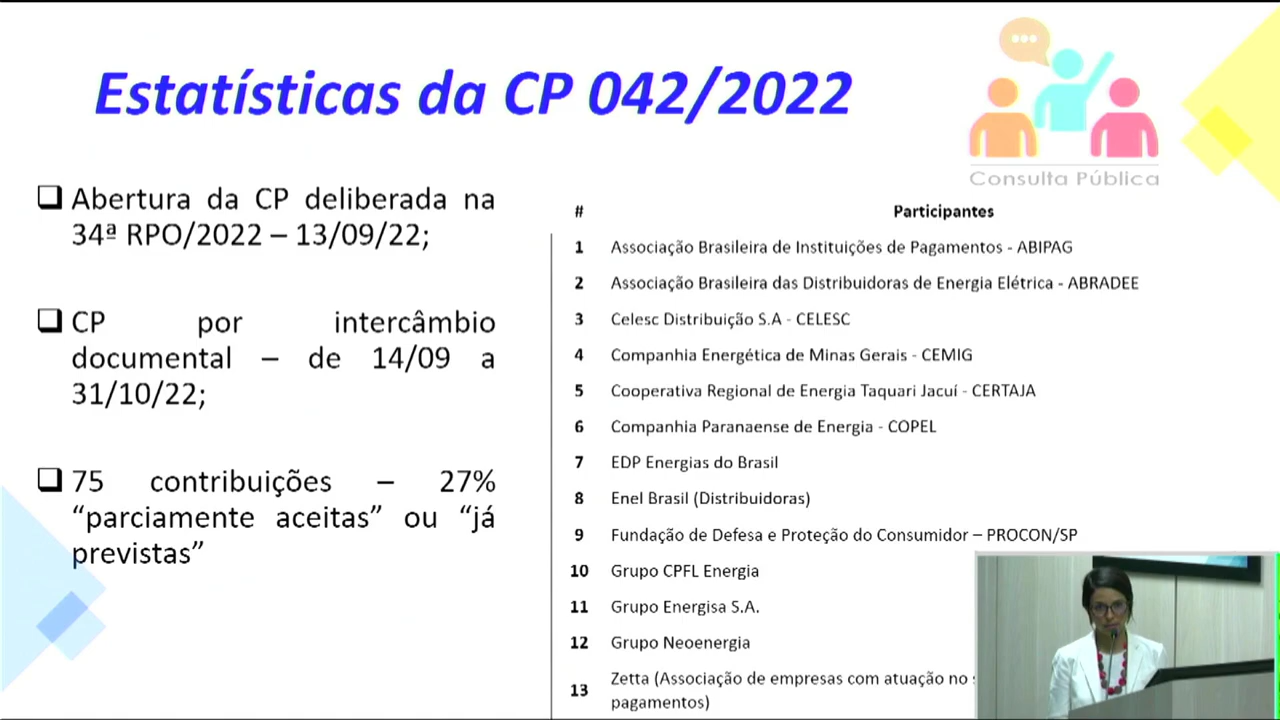 Estatísticas da CP 042/2022
Consulta Pública
❑ Abertura da CP deliberada na
34ª RPO/2022 – 13/09/22;
❑ CP por intercâmbio
documental – de 14/09 a
31/10/22;
❑ 75 contribuições – 27%
“parciamente aceitas” ou “já
previstas”
# Participantes
1 Associação Brasileira de Instituições de Pagamentos - ABIPAG
2 Associação Brasileira das Distribuidoras de Energia Elétrica - ABRADEE
3 Celesc Distribuição S.A - CELESC
4 Companhia Energética de Minas Gerais - CEMIG
5 Cooperativa Regional de Energia Taquari Jacuí - CERTAJA
6 Companhia Paranaense de Energia - COPEL
7 EDP Energias do Brasil
8 Enel Brasil (Distribuidoras)
9 Fundação de Defesa e Proteção do Consumidor – PROCON/SP
10 Grupo CPFL Energia
11 Grupo Energisa S.A.
12 Grupo Neoenergia
13 Zetta (Associação de empresas com atuação no
pagamentos)